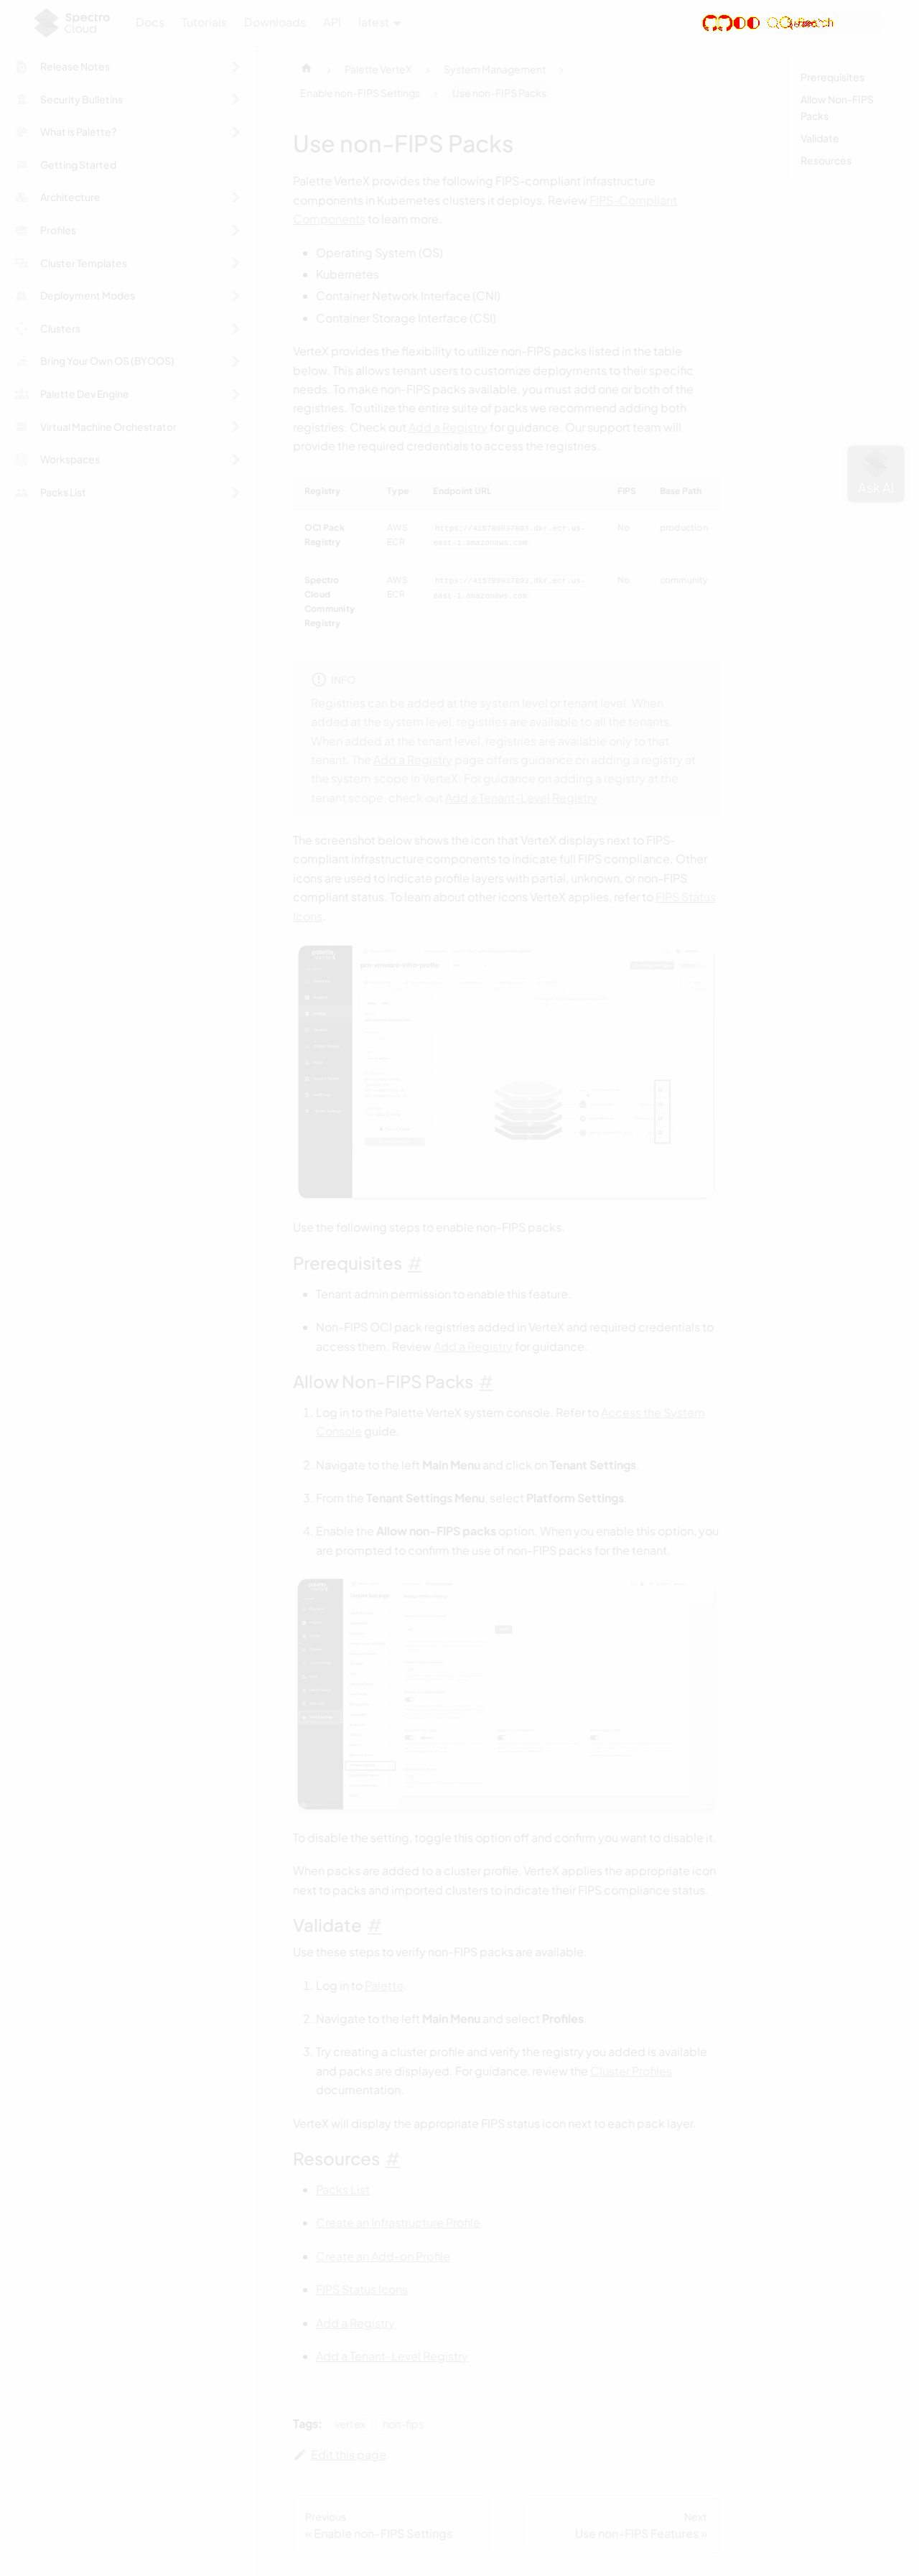 Spectro Cloud
Docs Tutorials Downloads API latest
Release Notes
Security Bulletins
What is Palette?
Getting Started
Architecture
Profiles
Cluster Templates
Deployment Modes
Clusters
Bring Your Own OS (BYOOS)
Palette Dev Engine
Virtual Machine Orchestrator
Workspaces
Packs List
Palette VerteX
System Management
Enable non-FIPS Settings
Use non-FIPS Packs
Prerequisites
Allow Non-FIPS
Packs
Validate
Resources
Use non-FIPS Packs
Palette VerteX provides the following FIPS-compliant infrastructure
components in Kubernetes clusters it deploys. Review FIPS-Compliant
Components to learn more.
Operating System (OS)
Kubernetes
Container Network Interface (CNI)
Container Storage Interface (CSI)
VerteX provides the flexibility to utilize non-FIPS packs listed in the table
below. This allows tenant users to customize deployments to their specific
needs. To make non-FIPS packs available, you must add one or both of the
registries. To utilize the entire suite of packs we recommend adding both
registries. Check out Add a Registry for guidance. Our support team will
provide the required credentials to access the registries.
Ask AI
Registry Type Endpoint URL FIPS Base Path
OCI Pack AWS No production
Registry ECR east-1.amazonaws.com
Spectro AWS No community
Cloud ECR east-1.amazonaws.com
Community
Registry
INFO
Registries can be added at the system level or tenant level. When
added at the system level, registries are available to all the tenants.
When added at the tenant level, registries are available only to that
tenant. The Add a Registry page offers guidance on adding a registry at
the system scope in VerteX. For guidance on adding a registry at the
tenant scope, check out Add a Tenant-Level Registry.
The screenshot below shows the icon that VerteX displays next to FIPS-
compliant infrastructure components to indicate full FIPS compliance. Other
icons are used to indicate profile layers with partial, unknown, or non-FIPS
compliant status. To learn about other icons VerteX applies, refer to FIPS Status
Icons.
Use the following steps to enable non-FIPS packs.
Prerequisites #
Tenant admin permission to enable this feature.
Non-FIPS OCI pack registries added in VerteX and required credentials to
access them. Review Add a Registry for guidance.
Allow Non-FIPS Packs #
1. Log in to the Palette VerteX system console. Refer to Access the System
Console guide.
2. Navigate to the left Main Menu and click on Tenant Settings.
3. From the Tenant Settings Menu, select Platform Settings.
4. Enable the Allow non-FIPS packs option. When you enable this option, you
are prompted to confirm the use of non-FIPS packs for the tenant.
To disable the setting, toggle this option off and confirm you want to disable it.
When packs are added to a cluster profile, VerteX applies the appropriate icon
next to packs and imported clusters to indicate their FIPS compliance status.
Validate #
Use these steps to verify non-FIPS packs are available.
1. Log in to Palette.
2. Navigate to the left Main Menu and select Profiles.
3. Try creating a cluster profile and verify the registry you added is available
and packs are displayed. For guidance, review the Cluster Profiles
documentation.
VerteX will display the appropriate FIPS status icon next to each pack layer.
Resources #
Packs List
Create an Infrastructure Profile
Create an Add-on Profile
FIPS Status Icons
Add a Registry
Add a Tenant-Level Registry
Tags: vertex non-fips
Edit this page
Previous
« Enable non-FIPS Settings
Next
Use non-FIPS Features »